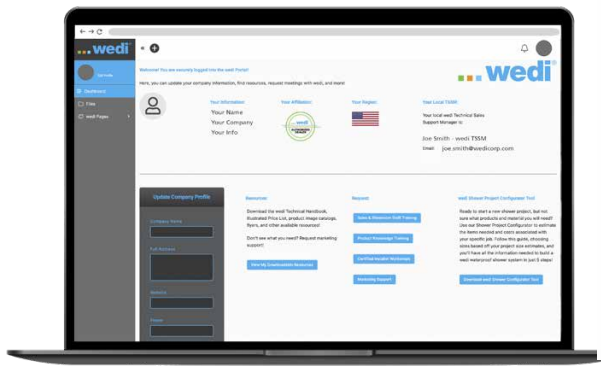 wedi
Welcome! You are securely logged into the wedi Portal!
Here, you can update your company information, find resources, request meetings with wedi, and more!
wedi
Dashboard
Files
wedi Pages
Your Information:
Your Name
Your Company
Your Info
Your Affiliation:
wedi
AUTHORIZED
DEALER
Your Region:
Your Local TSSM:
Your local wedi Technical Sales
Support Manager is:
Joe Smith - wedi TSSM
Email: joe.smith@wedicorp.com
Update Company Profile
Company Name
Full Address
Website
Phone
Resources
Download the wedi Technical Handbook,
Illustrated Price List, product image catalogs,
flyers, and other available resources!
Don't see what you need? Request marketing
support!
View My Downloadable Resources
Request
Sales & Showroom Staff Training
Product Knowledge Training
Certified Installer Workshops
Marketing Support
wedi Shower Project Configurator Tool
Ready to start a new shower project, but not
sure what products and material you will need?
Use our Shower Project Configurator to estimate
the items needed and costs associated with
your specific job. Follow this guide, choosing
skus based off your project size estimates, and
you'll have all the information needed to build a
wedi waterproof shower system in just 5 steps!
Download wedi Shower Configurator Tool